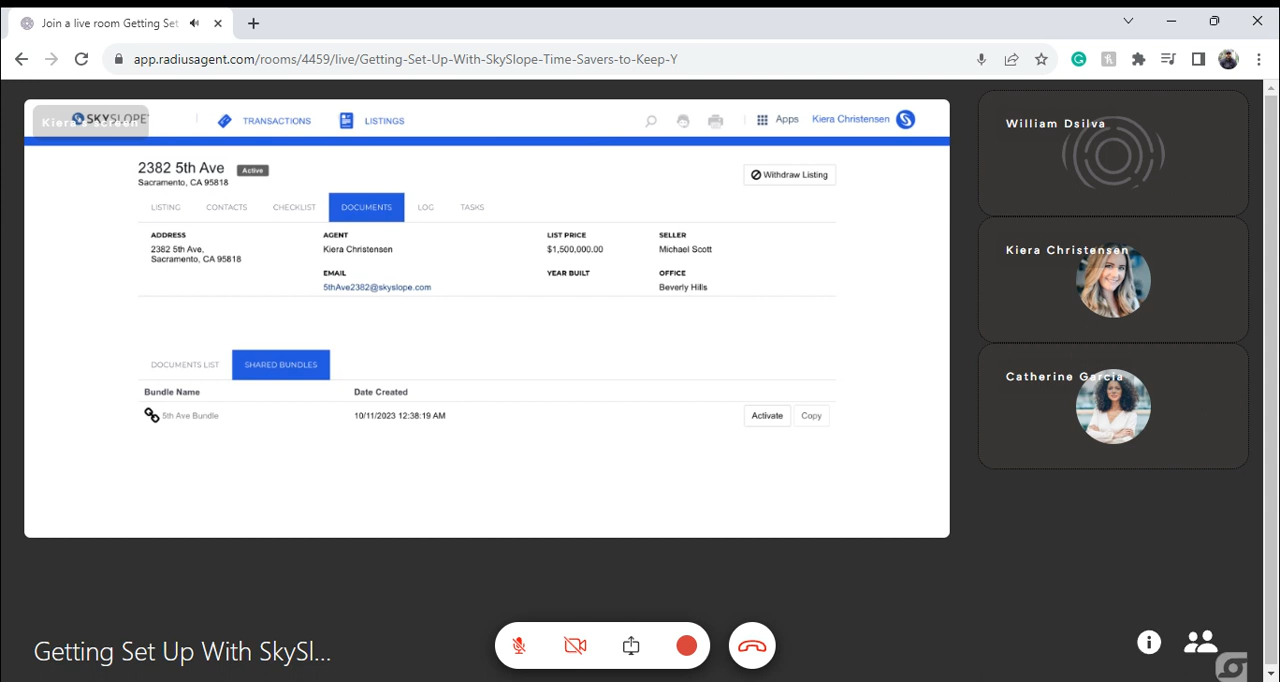 Join a live room Getting Set
app.radiusagent.com/rooms/4459/live/Getting-Set-Up-With-SkySlope-Time-Savers-to-Keep-Y
Kiera's screen
SKYSLOPE
TRANSACTIONS
LISTINGS
Apps
Kiera Christensen
2382 5th Ave
Active
Sacramento, CA 95818
Withdraw Listing
LISTING
CONTACTS
CHECKLIST
DOCUMENTS
LOG
TASKS
ADDRESS
2382 5th Ave,
Sacramento, CA 95818
AGENT
Kiera Christensen
EMAIL
5thAve2382@skyslope.com
LIST PRICE
$1,500,000.00
YEAR BUILT
SELLER
Michael Scott
OFFICE
Beverly Hills
DOCUMENTS LIST
SHARED BUNDLES
Bundle Name
Date Created
5th Ave Bundle
10/11/2023 12:38:19 AM
Activate
Copy
William Dsilva
Kiera Christensen
Catherine Garcia
Getting Set Up With SkySl...